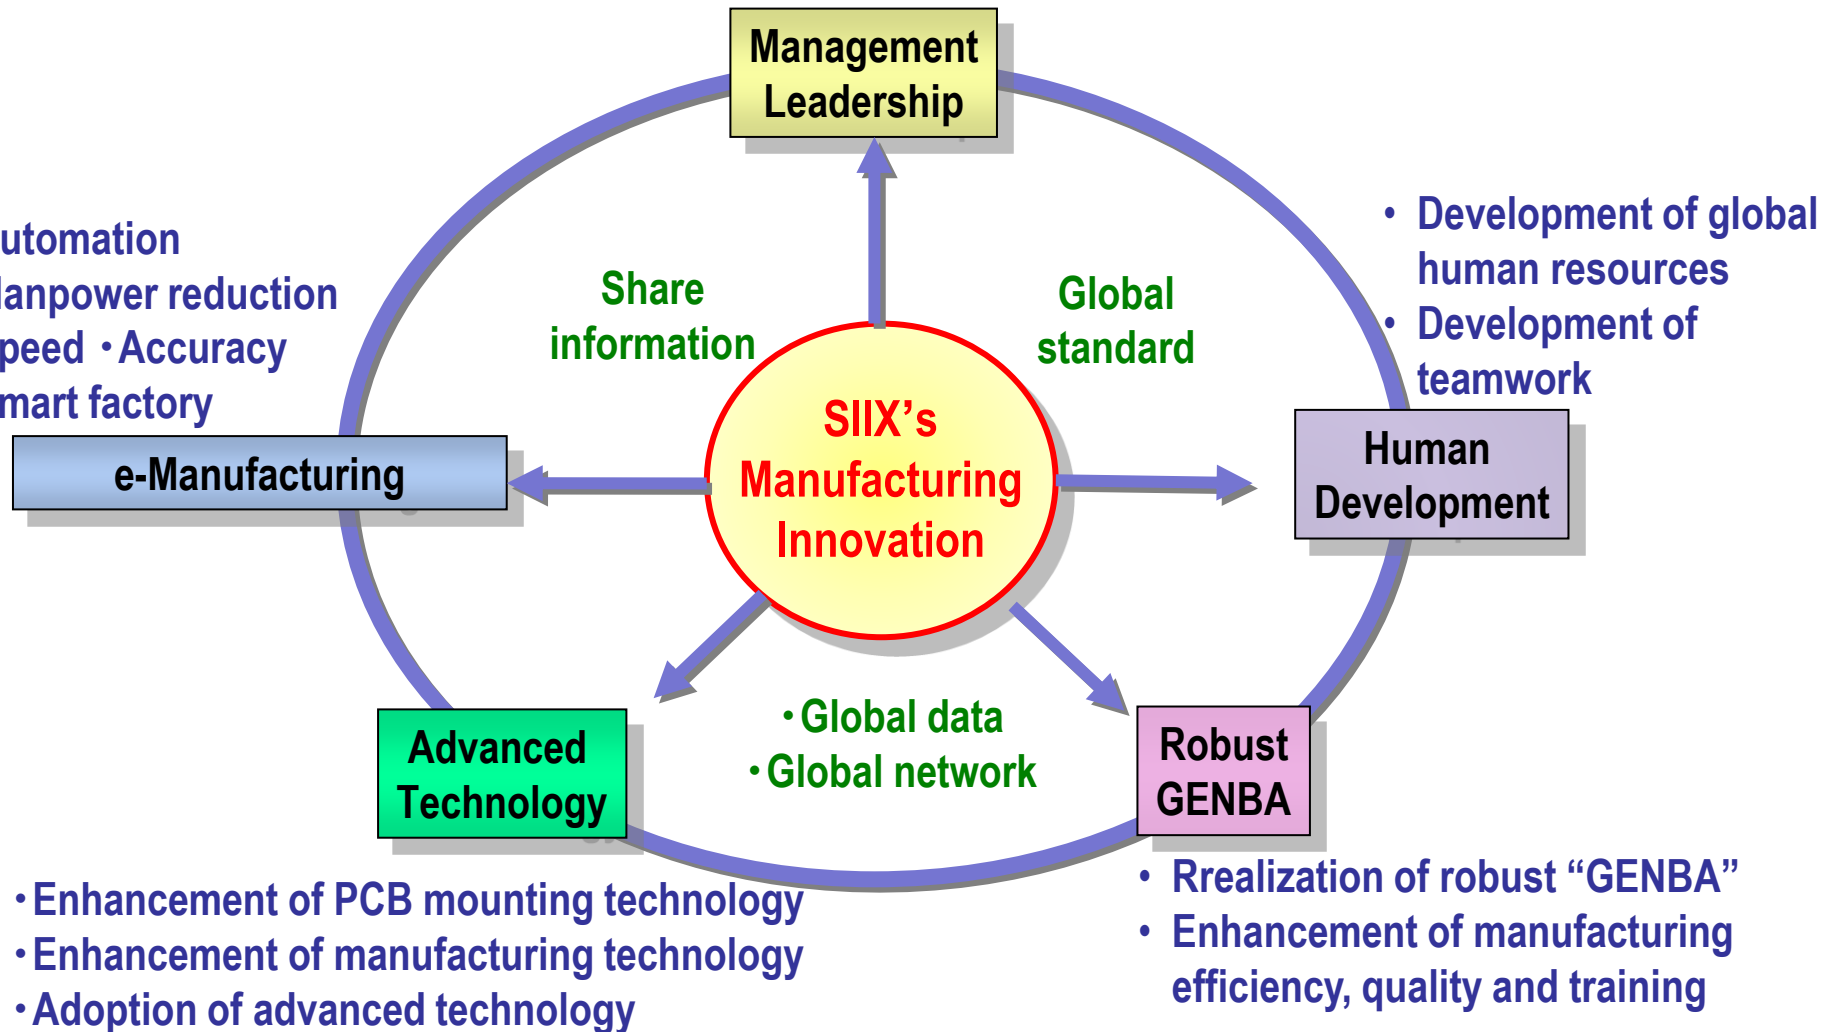 Management
Leadership
utomation
anpower reduction
peed ・Accuracy
mart factory
Share
information
Global
standard
• Development of global
human resources
• Development of
teamwork
e-Manufacturing
SIIX’s
Manufacturing
Innovation
Human
Development
Advanced
Technology
・Global data
・Global network
Robust
GENBA
・Enhancement of PCB mounting technology
・Enhancement of manufacturing technology
・Adoption of advanced technology
• Rrealization of robust “GENBA”
• Enhancement of manufacturing
efficiency, quality and training